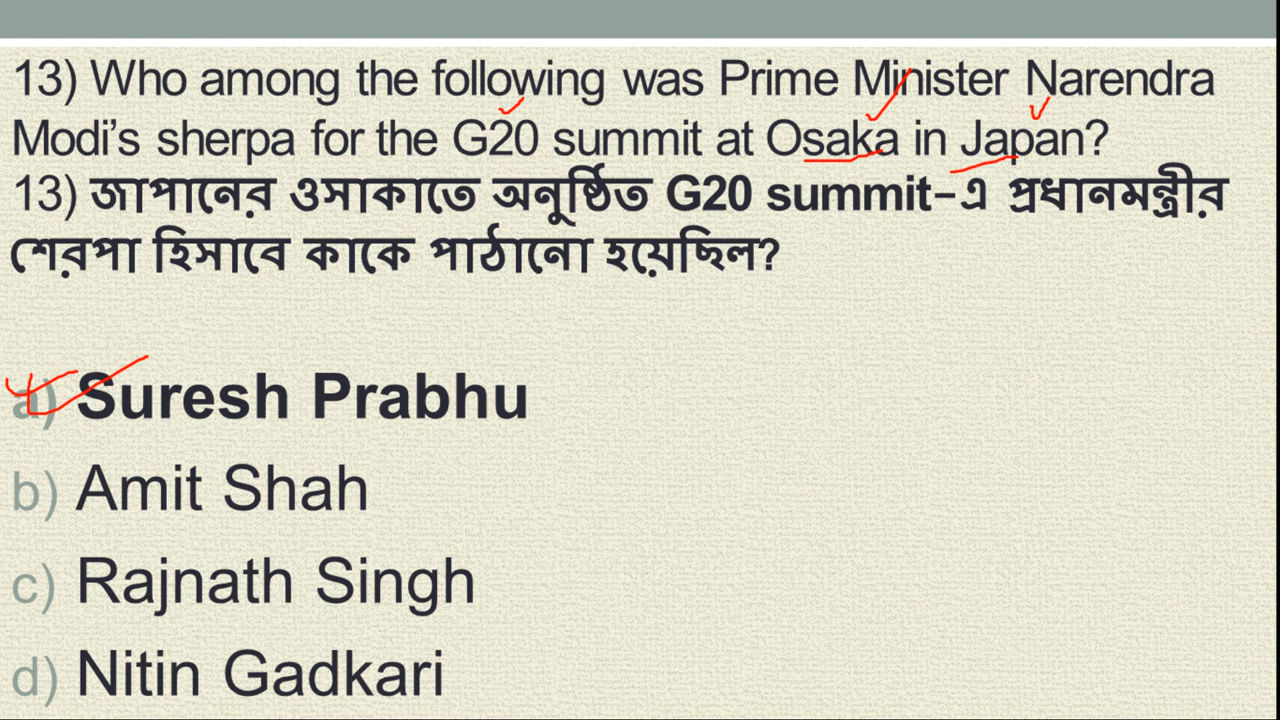 13) Who among the following was Prime Minister Narendra
Modi’s sherpa for the G20 summit at Osaka in Japan?
13) জাপানের ওসাকাতে অনুষ্ঠিত G20 summit-এ প্রধানমন্ত্রীর
শেরপা হিসাবে কাকে পাঠানো হয়েছিল?
a) Suresh Prabhu
b) Amit Shah
c) Rajnath Singh
d) Nitin Gadkari